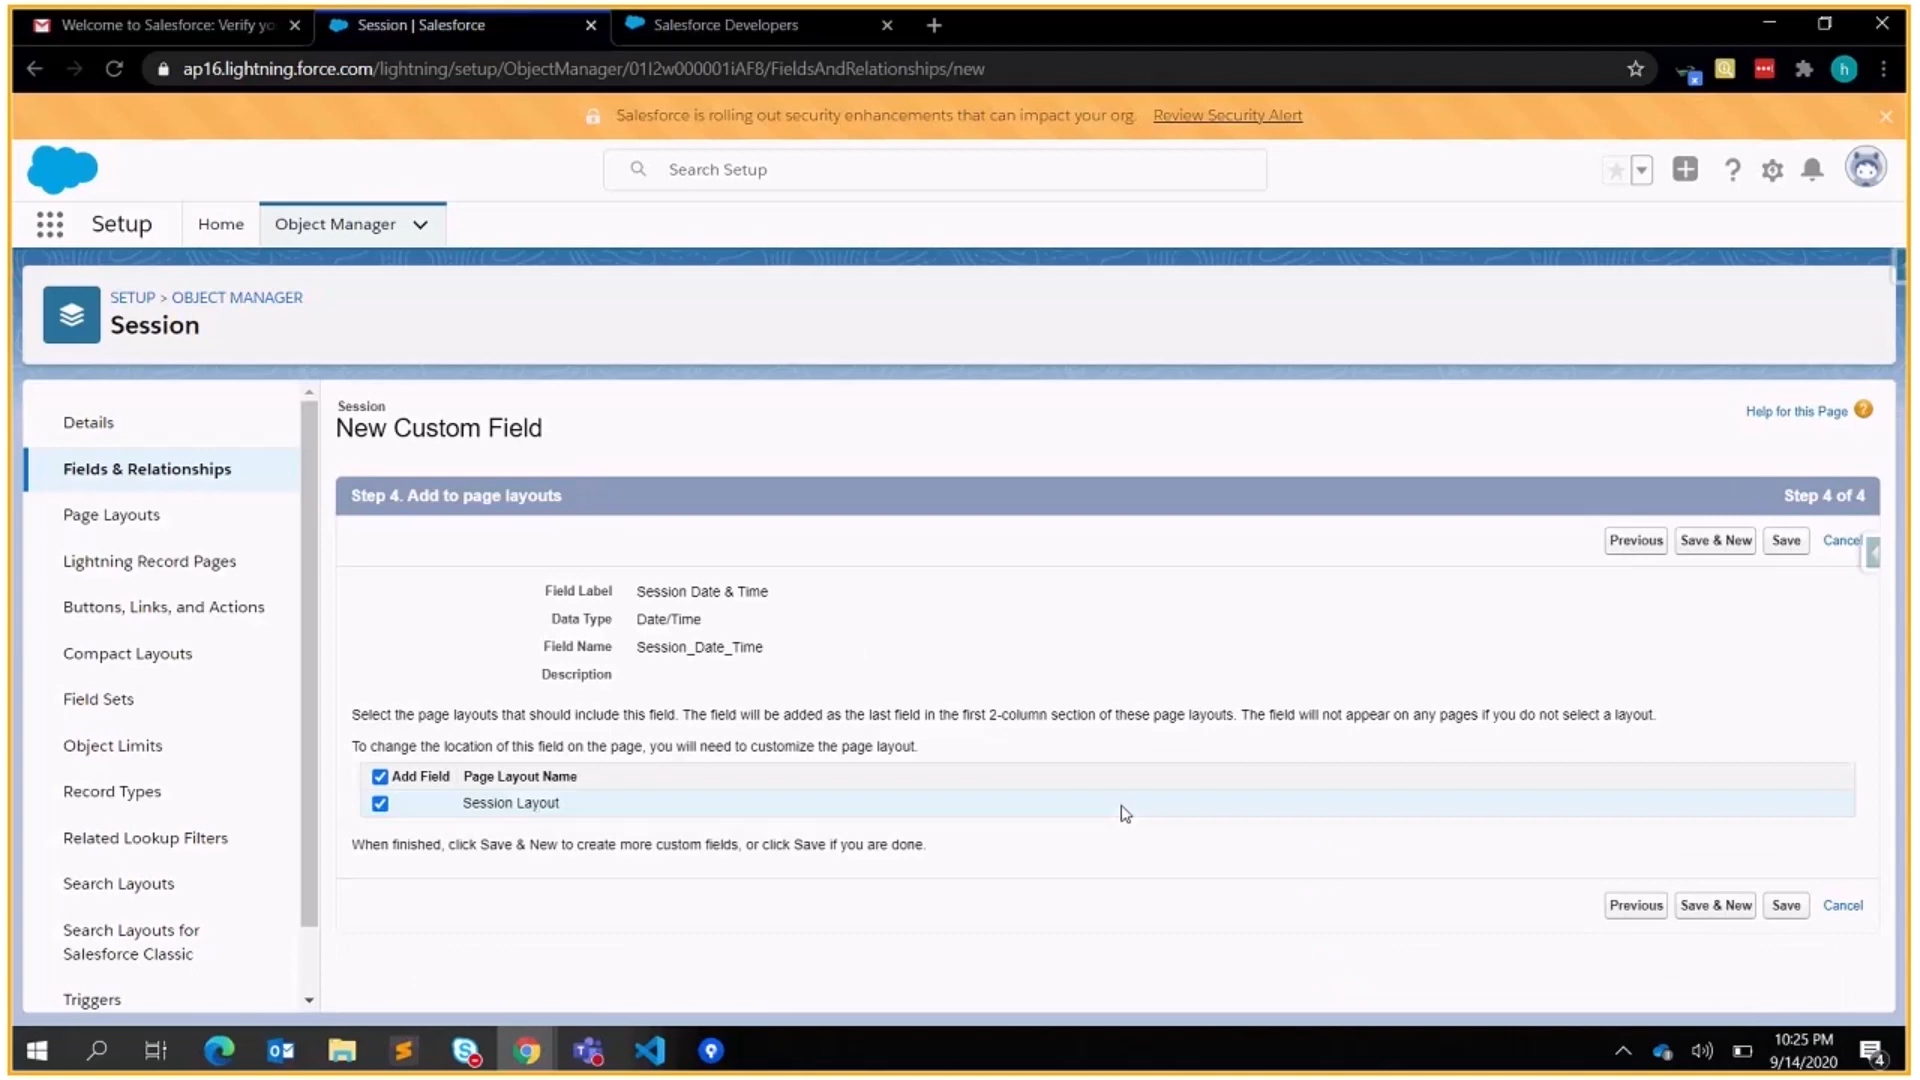 Welcome to Salesforce: Verify yo
Session | Salesforce
Salesforce Developers
ap16.lightning.force.com/lightning/setup/ObjectManager/01I2w000001iAF8/FieldsAndRelationships/new
h
Salesforce is rolling out security enhancements that can impact your org. Review Security Alert
Search Setup
Setup
Home
Object Manager
SETUP > OBJECT MANAGER
Session
Details
Fields & Relationships
Page Layouts
Lightning Record Pages
Buttons, Links, and Actions
Compact Layouts
Field Sets
Object Limits
Record Types
Related Lookup Filters
Search Layouts
Search Layouts for
Salesforce Classic
Triggers
Session
New Custom Field
Help for this Page ?
Step 4. Add to page layouts
Step 4 of 4
Previous Save & New Save Cancel
Field Label Session Date & Time
Data Type Date/Time
Field Name Session_Date_Time
Description
Select the page layouts that should include this field. The field will be added as the last field in the first 2-column section of these page layouts. The field will not appear on any pages if you do not select a layout.
To change the location of this field on the page, you will need to customize the page layout.
Add Field Page Layout Name
Session Layout
When finished, click Save & New to create more custom fields, or click Save if you are done.
Previous Save & New Save Cancel
10:25 PM
9/14/2020
4